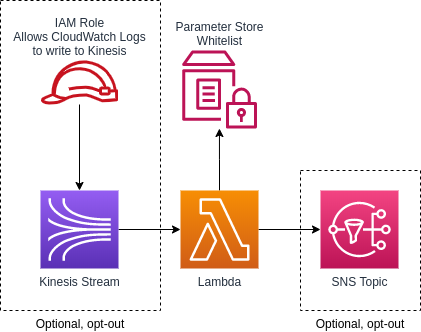 IAM Role
Allows CloudWatch Logs
to write to Kinesis
Parameter Store
Whitelist
Kinesis Stream
Lambda
SNS Topic
Optional, opt-out
Optional, opt-out